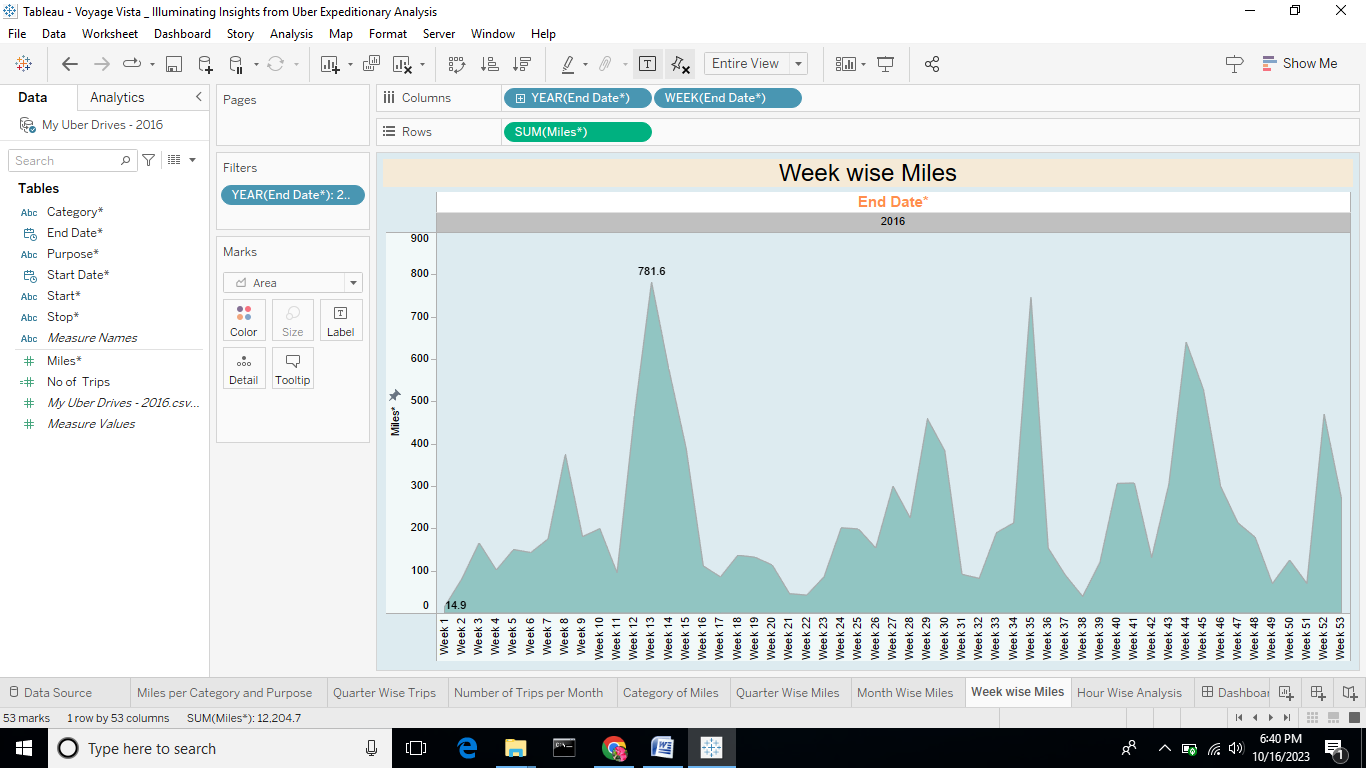 Tableau - Voyage Vista _ Illuminating Insights from Uber Expeditionary Analysis
File Data Worksheet Dashboard Story Analysis Map Format Server Window Help
Entire View
Show Me
Data Analytics
My Uber Drives - 2016
Search
Tables
Abc Category*
End Date*
Abc Purpose*
Start Date*
Abc Start*
Abc Stop*
Abc Measure Names
Miles*
No of Trips
My Uber Drives - 2016.csv...
Measure Values
Pages
Filters
YEAR(End Date*): 2..
Marks
Area
Color Size Label
Detail Tooltip
Columns YEAR(End Date*) WEEK(End Date*)
Rows SUM(Miles*)
Week wise Miles
End Date*
2016
900
800
700
600
500
400
300
200
100
0
Miles*
781.6
14.9
Week 1
Week 2
Week 3
Week 4
Week 5
Week 6
Week 7
Week 8
Week 9
Week 10
Week 11
Week 12
Week 13
Week 14
Week 15
Week 16
Week 17
Week 18
Week 19
Week 20
Week 21
Week 22
Week 23
Week 24
Week 25
Week 26
Week 27
Week 28
Week 29
Week 30
Week 31
Week 32
Week 33
Week 34
Week 35
Week 36
Week 37
Week 38
Week 39
Week 40
Week 41
Week 42
Week 43
Week 44
Week 45
Week 46
Week 47
Week 48
Week 49
Week 50
Week 51
Week 52
Week 53
Data Source Miles per Category and Purpose Quarter Wise Trips Number of Trips per Month Category of Miles Quarter Wise Miles Month Wise Miles Week wise Miles Hour Wise Analysis Dashboar
53 marks 1 row by 53 columns SUM(Miles*): 12,204.7
Type here to search
6:40 PM
10/16/2023
1